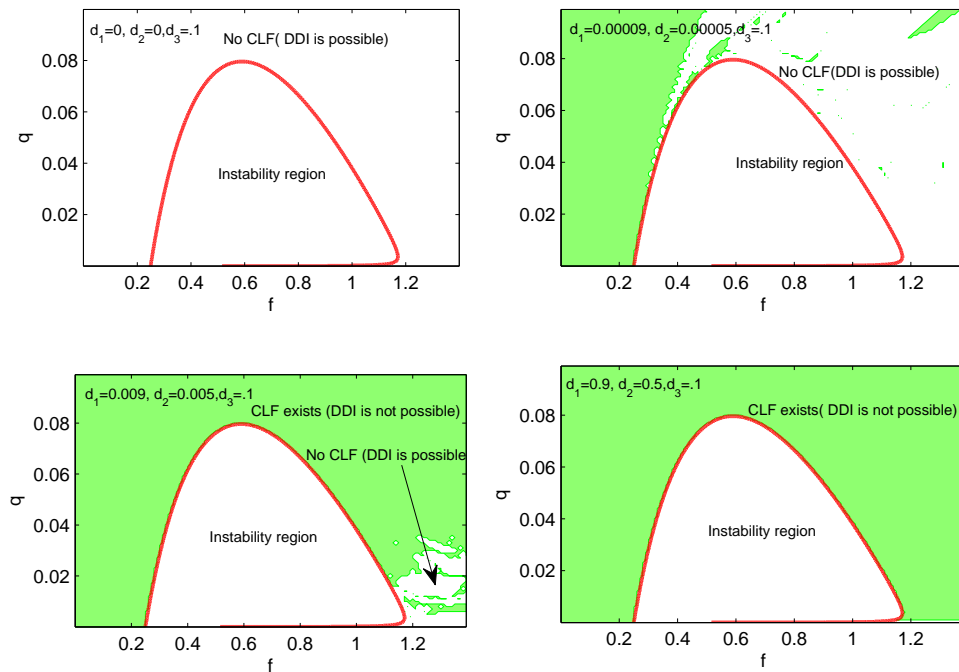 d₁=0, d₂=0,d₃=.1
No CLF( DDI is possible)
Instability region
0.08
0.06
0.04
0.02
q
0.2 0.4 0.6 0.8 1 1.2
f
d₁=0.00009, d₂=0.00005,d₃=.1
No CLF(DDI is possible)
Instability region
0.08
0.06
0.04
0.02
q
0.2 0.4 0.6 0.8 1 1.2
f
d₁=0.009, d₂=0.005,d₃=.1
CLF exists (DDI is not possible)
No CLF (DDI is possible
Instability region
0.08
0.06
0.04
0.02
q
0.2 0.4 0.6 0.8 1 1.2
f
d₁=0.9, d₂=0.5,d₃=.1
CLF exists( DDI is not possible)
Instability region
0.08
0.06
0.04
0.02
q
0.2 0.4 0.6 0.8 1 1.2
f